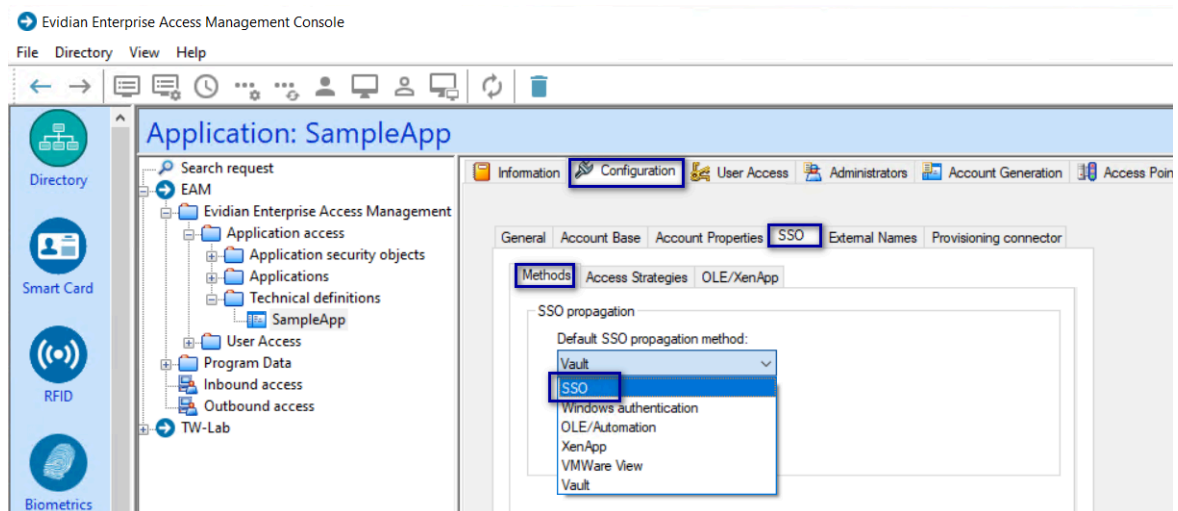 Evidian Enterprise Access Management Console
File Directory View Help
Directory
Smart Card
RFID
Biometrics
Application: SampleApp
Search request
EAM
Evidian Enterprise Access Management
Application access
Application security objects
Applications
Technical definitions
SampleApp
User Access
Program Data
Inbound access
Outbound access
TW-Lab
Information Configuration User Access Administrators Account Generation Access Poin
General Account Base Account Properties SSO External Names Provisioning connector
Methods Access Strategies OLE/XenApp
SSO propagation
Default SSO propagation method:
Vault
SSO
Windows authentication
OLE/Automation
XenApp
VMWare View
Vault